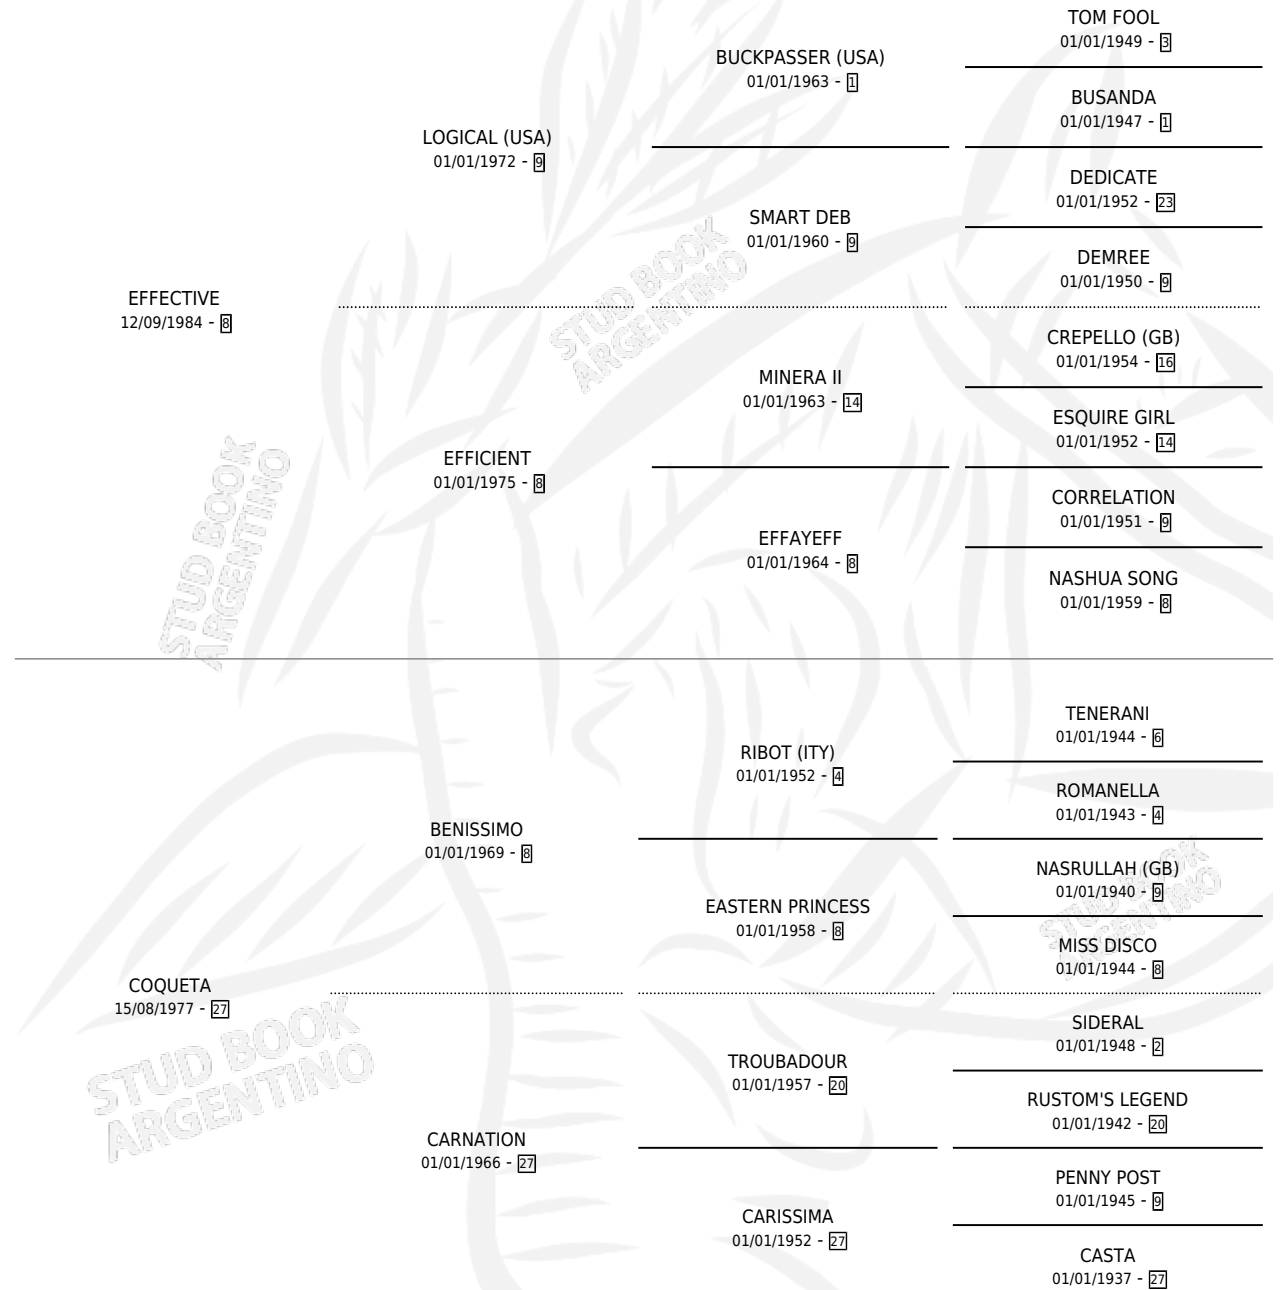 TOM FOOL
01/01/1949 - 3
BUCKPASSER (USA)
01/01/1963 - 1
BUSANDA
01/01/1947 - 1
LOGICAL (USA)
01/01/1972 - 9
DEDICATE
01/01/1952 - 23
SMART DEB
01/01/1960 - 9
DEMREE
01/01/1950 - 9
EFFECTIVE
12/09/1984 - 8
CREPELLO (GB)
01/01/1954 - 16
MINERA II
01/01/1963 - 14
ESQUIRE GIRL
01/01/1952 - 14
EFFICIENT
01/01/1975 - 8
CORRELATION
01/01/1951 - 9
EFFAYEFF
01/01/1964 - 8
NASHUA SONG
01/01/1959 - 8
TENERANI
01/01/1944 - 6
RIBOT (ITY)
01/01/1952 - 4
ROMANELLA
01/01/1943 - 4
BENISSIMO
01/01/1969 - 8
NASRULLAH (GB)
01/01/1940 - 9
EASTERN PRINCESS
01/01/1958 - 8
MISS DISCO
01/01/1944 - 8
COQUETA
15/08/1977 - 27
SIDERAL
01/01/1948 - 2
TROUBADOUR
01/01/1957 - 20
RUSTOM'S LEGEND
01/01/1942 - 20
CARNATION
01/01/1966 - 27
PENNY POST
01/01/1945 - 9
CARISSIMA
01/01/1952 - 27
CASTA
01/01/1937 - 27
STUD BOOK
ARGENTINO
STUD BOOK
ARGENTINO
STUD BOOK
ARGENTINO
STUD BOOK
ARGENTINO